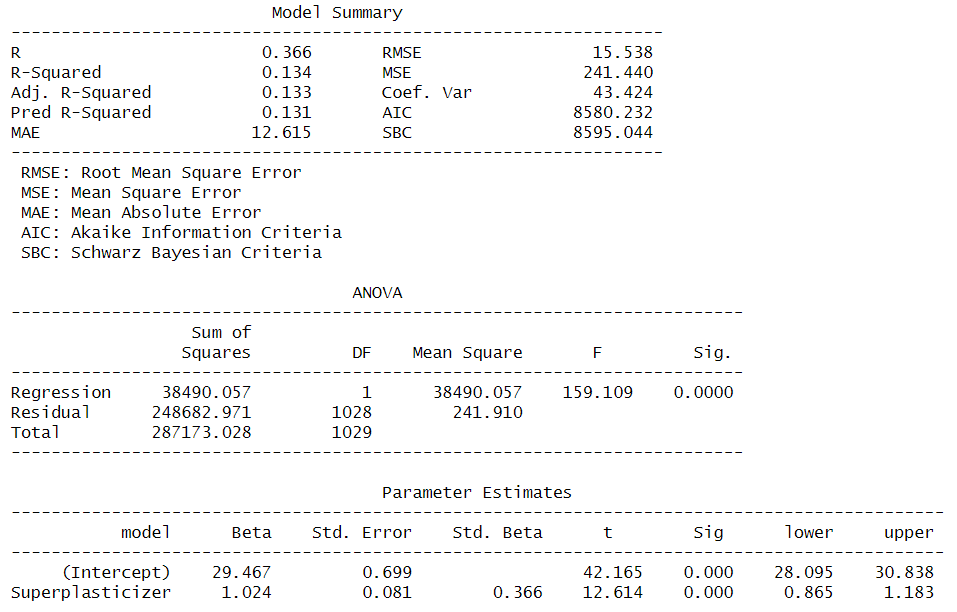 Model Summary
-----------------------------------------------------------------
R                        0.366       RMSE                 15.538
R-Squared                0.134       MSE                 241.440
Adj. R-Squared           0.133       Coef. Var            43.424
Pred R-Squared           0.131       AIC                8580.232
MAE                     12.615       SBC                8595.044
-----------------------------------------------------------------
 RMSE: Root Mean Square Error
 MSE: Mean Square Error
 MAE: Mean Absolute Error
 AIC: Akaike Information Criteria
 SBC: Schwarz Bayesian Criteria

                                  ANOVA
-------------------------------------------------------------------------
                  Sum of
                 Squares          DF    Mean Square       F         Sig.
-------------------------------------------------------------------------
Regression     38490.057           1      38490.057    159.109    0.0000
Residual      248682.971        1028        241.910
Total         287173.028        1029
-------------------------------------------------------------------------

                                     Parameter Estimates
---------------------------------------------------------------------------------------------
           model      Beta    Std. Error    Std. Beta      t        Sig      lower     upper
---------------------------------------------------------------------------------------------
     (Intercept)    29.467         0.699                 42.165    0.000    28.095    30.838
Superplasticizer     1.024         0.081        0.366    12.614    0.000     0.865     1.183